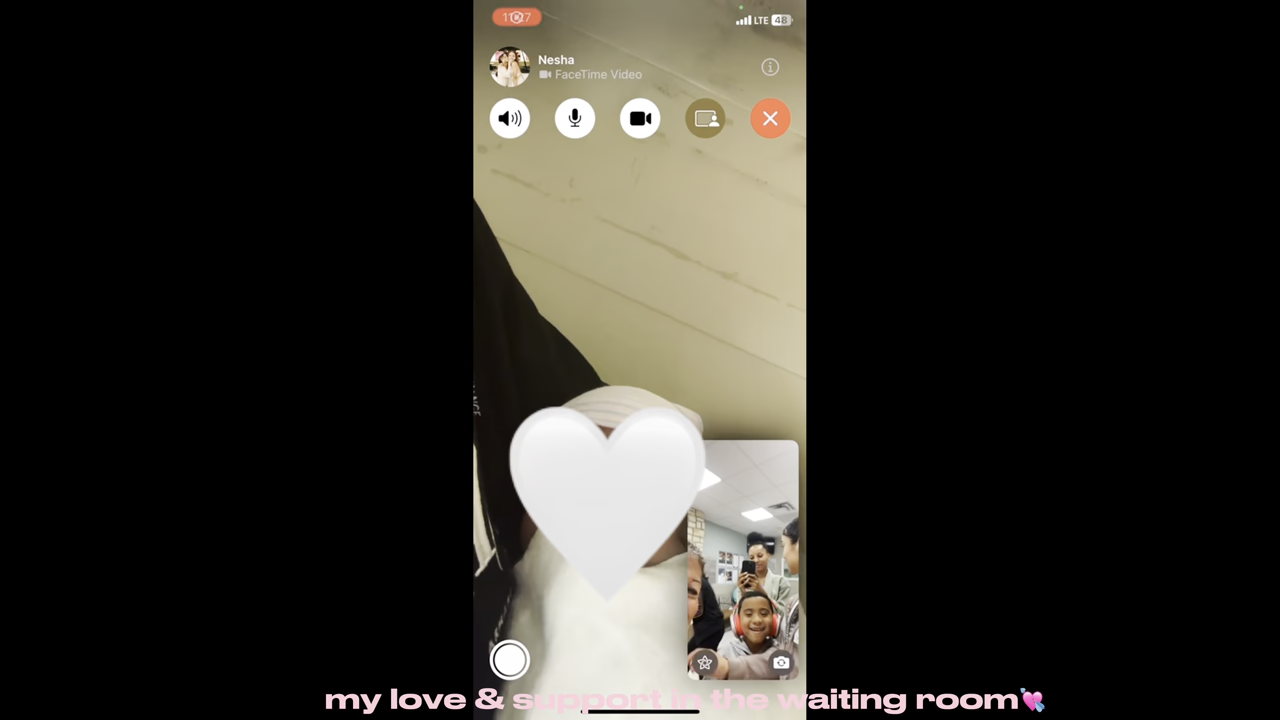 LTE 48
Nesha
FaceTime Video
my love & support in the waiting room💘